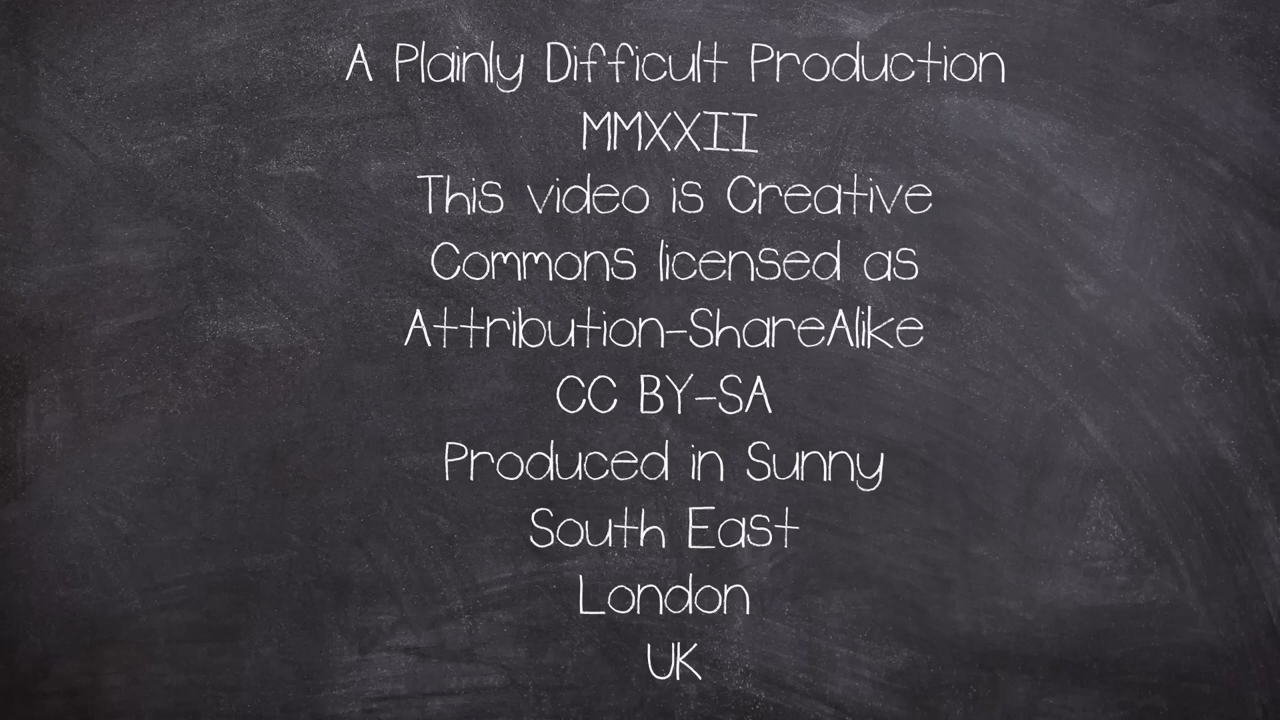 A Plainly Difficult Production
MMXXII
This video is Creative
Commons licensed as
Attribution-ShareAlike
CC BY-SA
Produced in Sunny
South East
London
UK